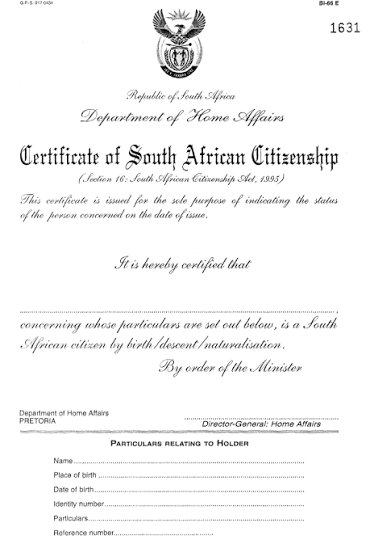 G.P.-S. 017-0434
BI-66 E
1631
Republic of South Africa
Department of Home Affairs
Certificate of South African Citizenship
(Section 16: South African Citizenship Act, 1995)
This certificate is issued for the sole purpose of indicating the status
of the person concerned on the date of issue.
It is hereby certified that
concerning whose particulars are set out below, is a South
African citizen by birth/descent/naturalisation.
By order of the Minister
Department of Home Affairs
PRETORIA
Director-General: Home Affairs
PARTICULARS RELATING TO HOLDER
Name
Place of birth
Date of birth
Identity number
Particulars
Reference number